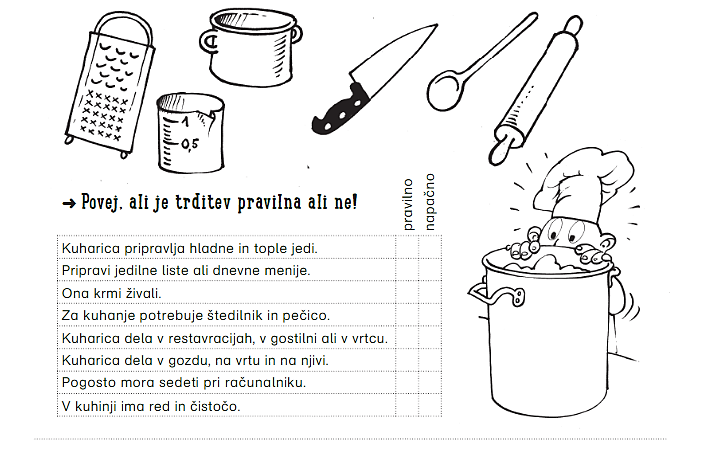 1
0,5
➜ Povej, ali je trditev pravilna ali ne!
pravilno
napačno
Kuharica pripravlja hladne in tople jedi.
Pripravi jedilne liste ali dnevne menije.
Ona krmi živali.
Za kuhanje potrebuje štedilnik in pečico.
Kuharica dela v restavracijah, v gostilni ali v vrtcu.
Kuharica dela v gozdu, na vrtu in na njivi.
Pogosto mora sedeti pri računalniku.
V kuhinji ima red in čistočo.